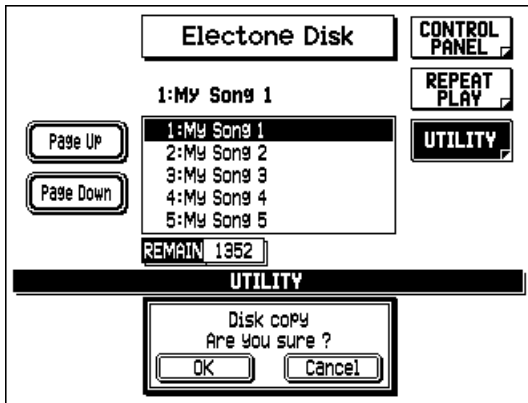 Electone Disk
CONTROL
PANEL
1:My Song 1
REPEAT
PLAY
Page Up
Page Down
1:My Song 1
2:My Song 2
3:My Song 3
4:My Song 4
5:My Song 5
UTILITY
REMAIN 1352
UTILITY
Disk copy
Are you sure ?
OK Cancel